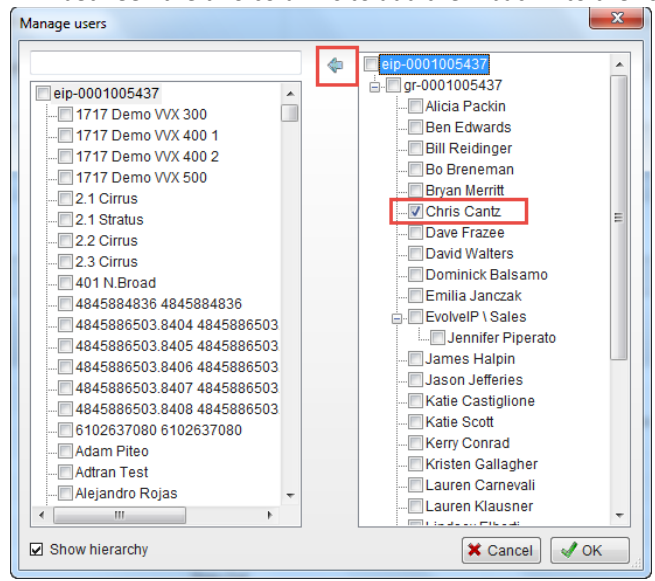 Manage users
eip-0001005437
1717 Demo VVX 300
1717 Demo VVX 400 1
1717 Demo VVX 400 2
1717 Demo VVX 500
2.1 Cirrus
2.1 Stratus
2.2 Cirrus
2.3 Cirrus
401 N.Broad
4845884836 4845884836
4845886503.8404 4845886503
4845886503.8405 4845886503
4845886503.8406 4845886503
4845886503.8407 4845886503
4845886503.8408 4845886503
6102637080 6102637080
Adam Piteo
Adtran Test
Alejandro Rojas
eip-0001005437
gr-0001005437
Alicia Packin
Ben Edwards
Bill Reidinger
Bo Breneman
Bryan Merritt
Chris Cantz
Dave Frazee
David Walters
Dominick Balsamo
Emilia Janczak
EvolveIP \ Sales
Jennifer Piperato
James Halpin
Jason Jefferies
Katie Castiglione
Katie Scott
Kerry Conrad
Kristen Gallagher
Lauren Carnevali
Lauren Klausner
Show hierarchy
Cancel
OK